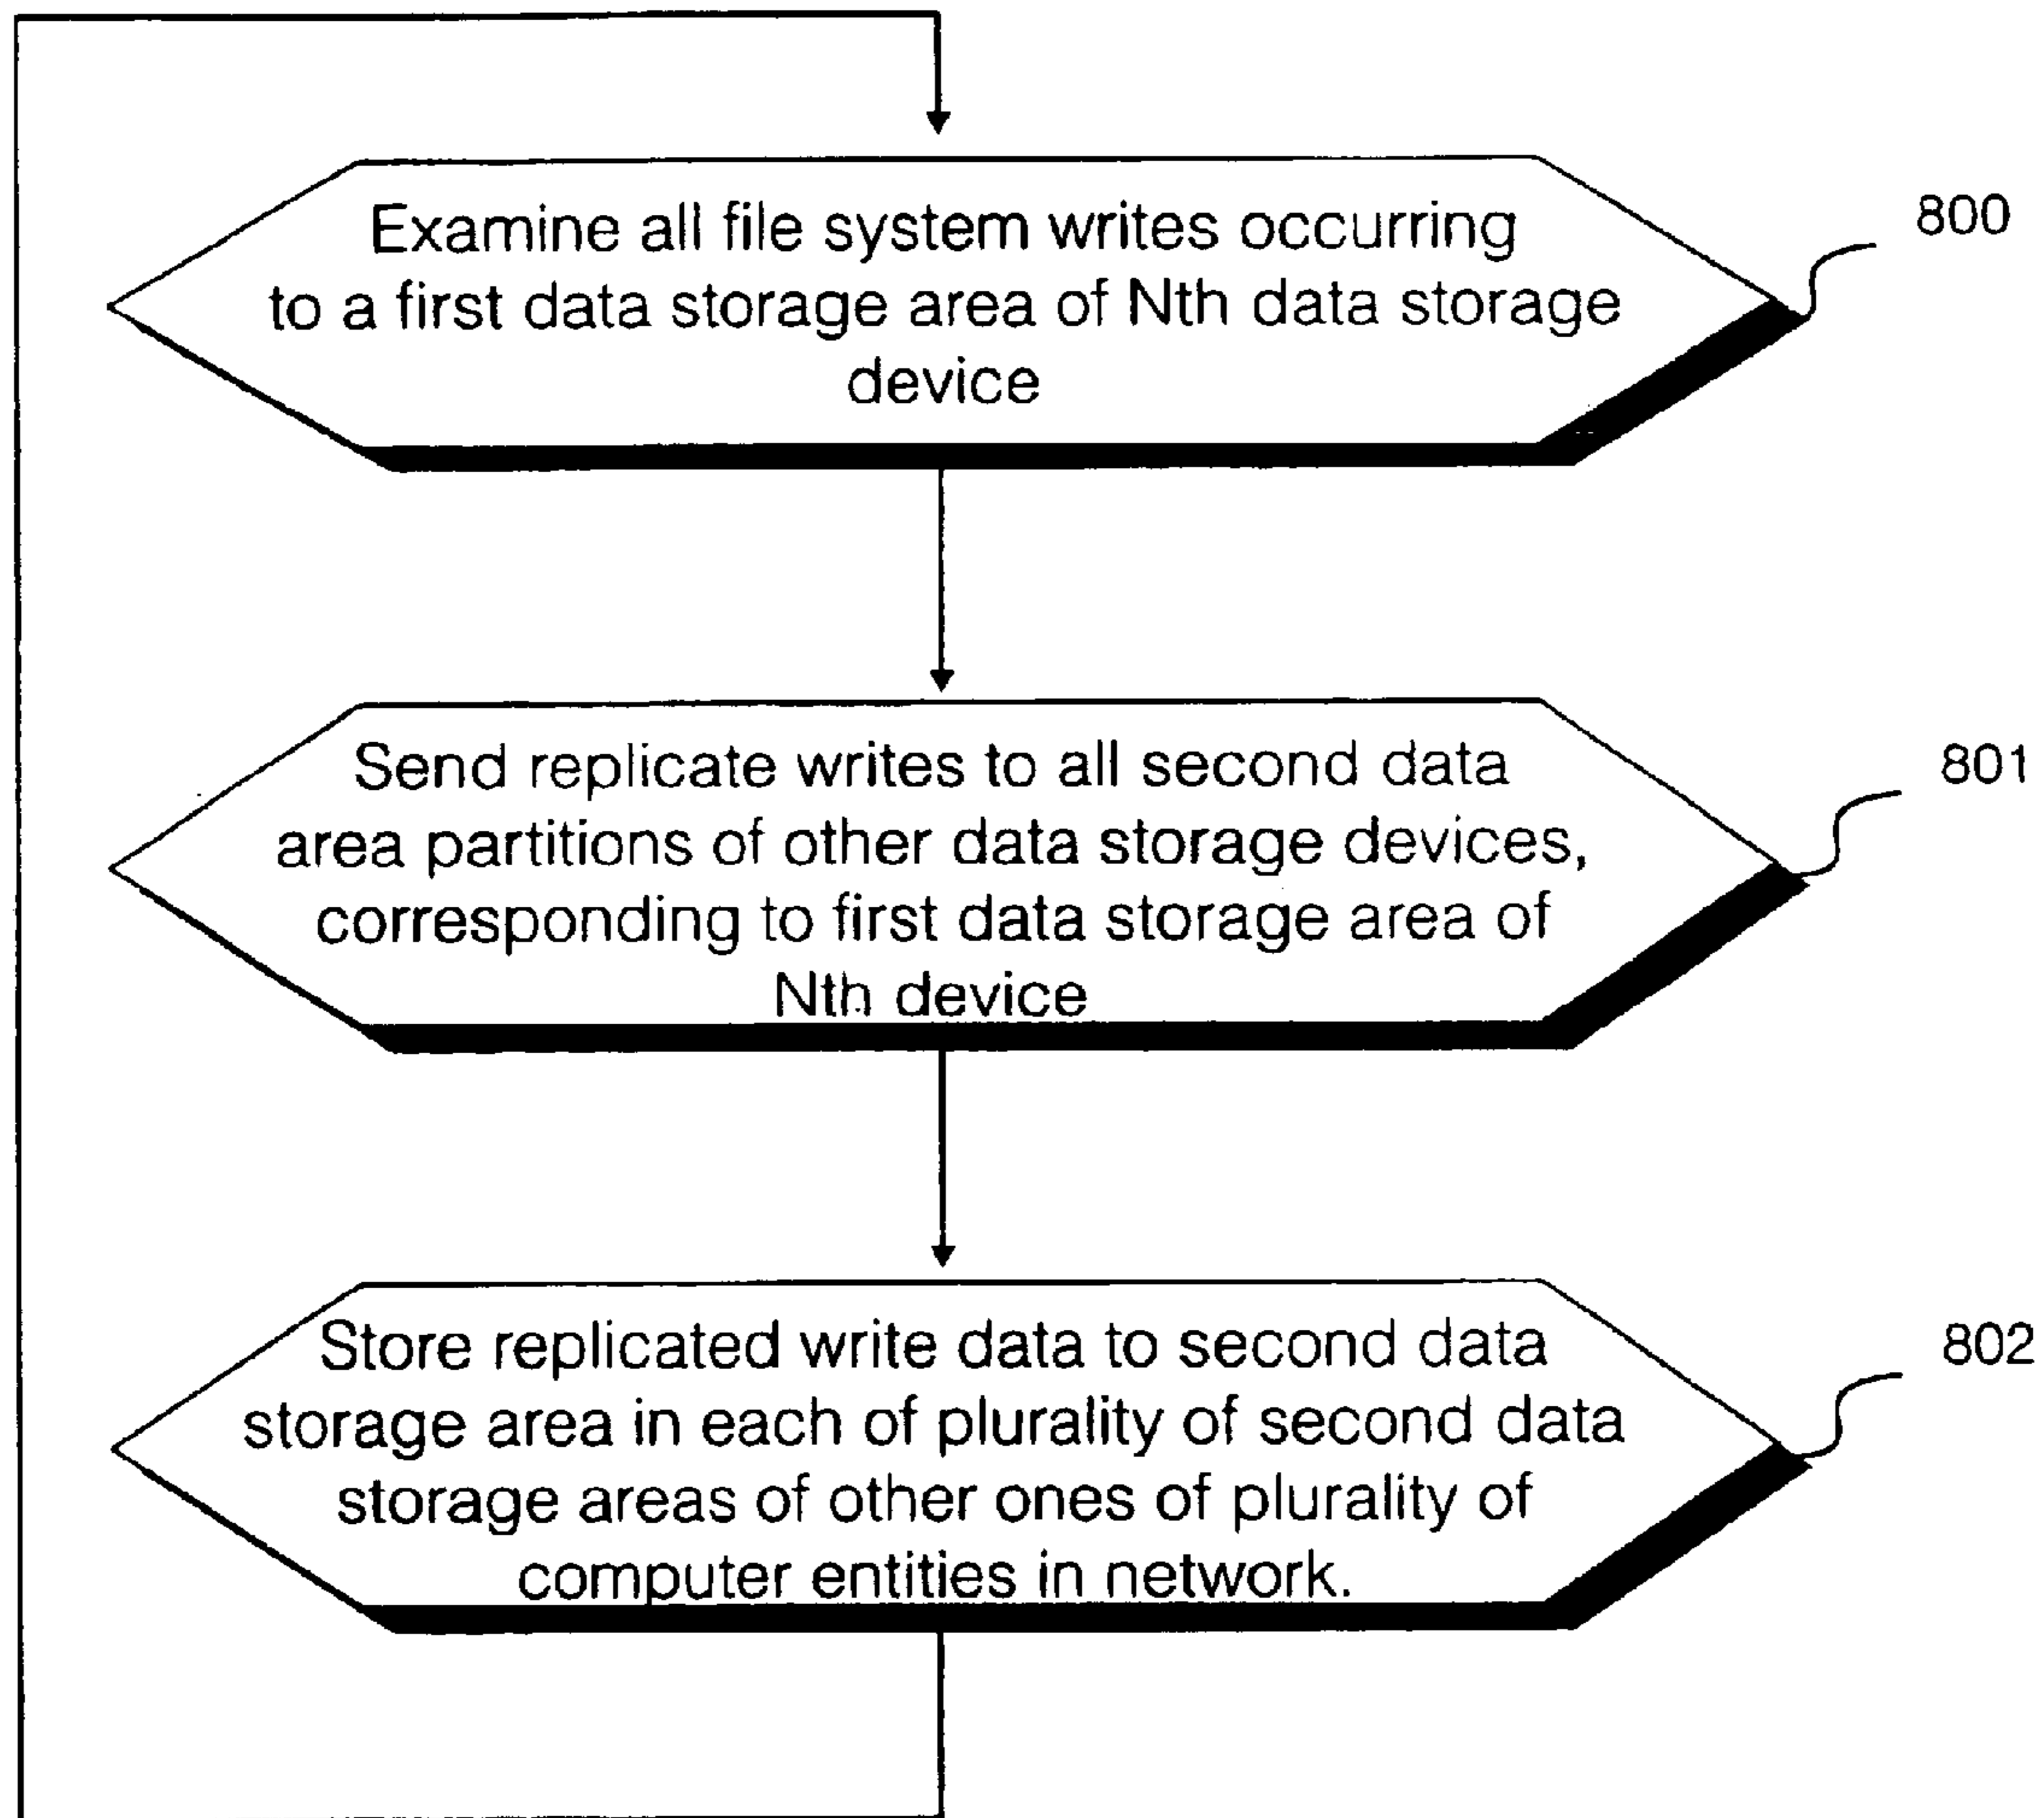 Examine all file system writes occurring
to a first data storage area of Nth data storage
device
800
Send replicate writes to all second data
area partitions of other data storage devices,
corresponding to first data storage area of
Nth device
801
Store replicated write data to second data
storage area in each of plurality of second data
storage areas of other ones of plurality of
computer entities in network.
802